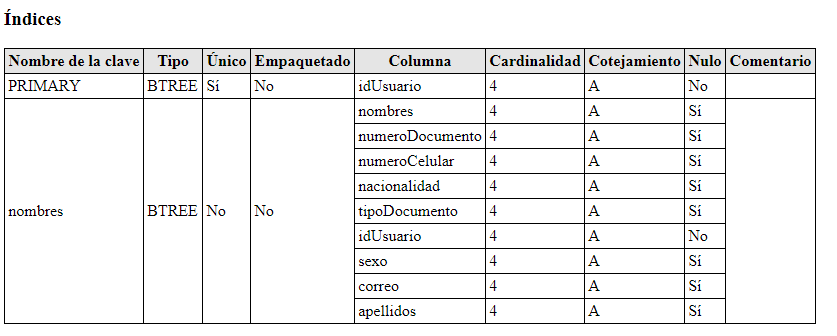 Índices
Nombre de la clave Tipo Único Empaquetado Columna Cardinalidad Cotejamiento Nulo Comentario
PRIMARY BTREE Sí No idUsuario 4 A No
nombres 4 A Sí
numeroDocumento 4 A Sí
numeroCelular 4 A Sí
nacionalidad 4 A Sí
nombres BTREE No No tipoDocumento 4 A Sí
idUsuario 4 A No
sexo 4 A Sí
correo 4 A Sí
apellidos 4 A Sí